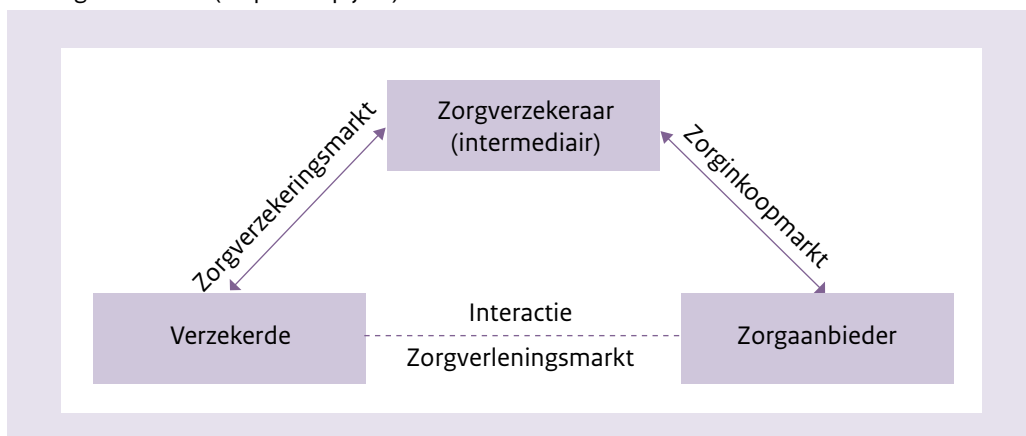 Zorgverzekeraar
(intermediair)
Zorgverzekeringsmarkt
Zorginkoopmarkt
Verzekerde
Interactie
Zorgverleningsmarkt
Zorgaanbieder